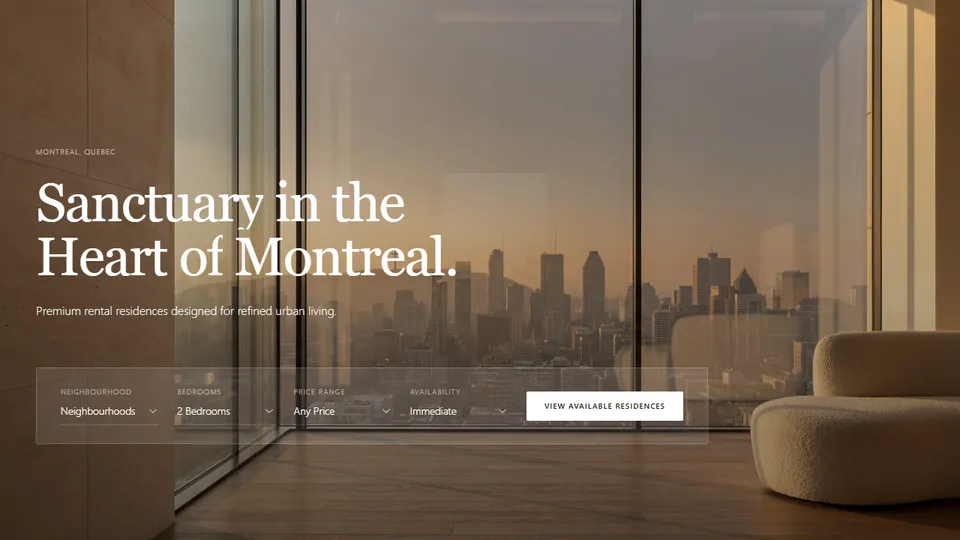 MONTREAL, QUEBEC
Sanctuary in the
Heart of Montreal.
Premium rental residences designed for refined urban living.
NEIGHBOURHOOD BEDROOMS PRICE RANGE AVAILABILITY
Neighbourhoods 2 Bedrooms Any Price Immediate
VIEW AVAILABLE RESIDENCES